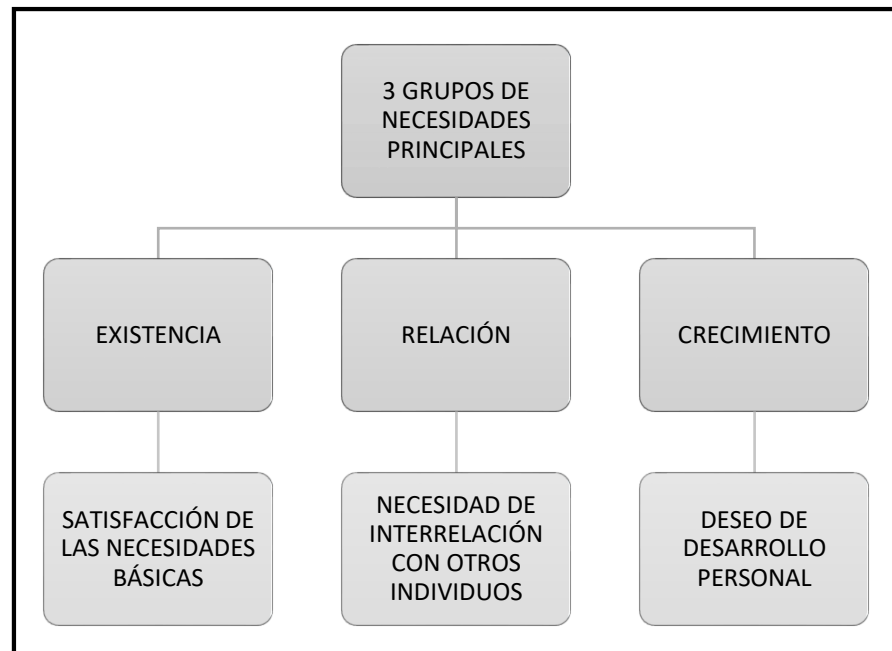 3 GRUPOS DE
NECESIDADES
PRINCIPALES
EXISTENCIA
RELACIÓN
CRECIMIENTO
SATISFACCIÓN DE
LAS NECESIDADES
BÁSICAS
NECESIDAD DE
INTERRELACIÓN
CON OTROS
INDIVIDUOS
DESEO DE
DESARROLLO
PERSONAL